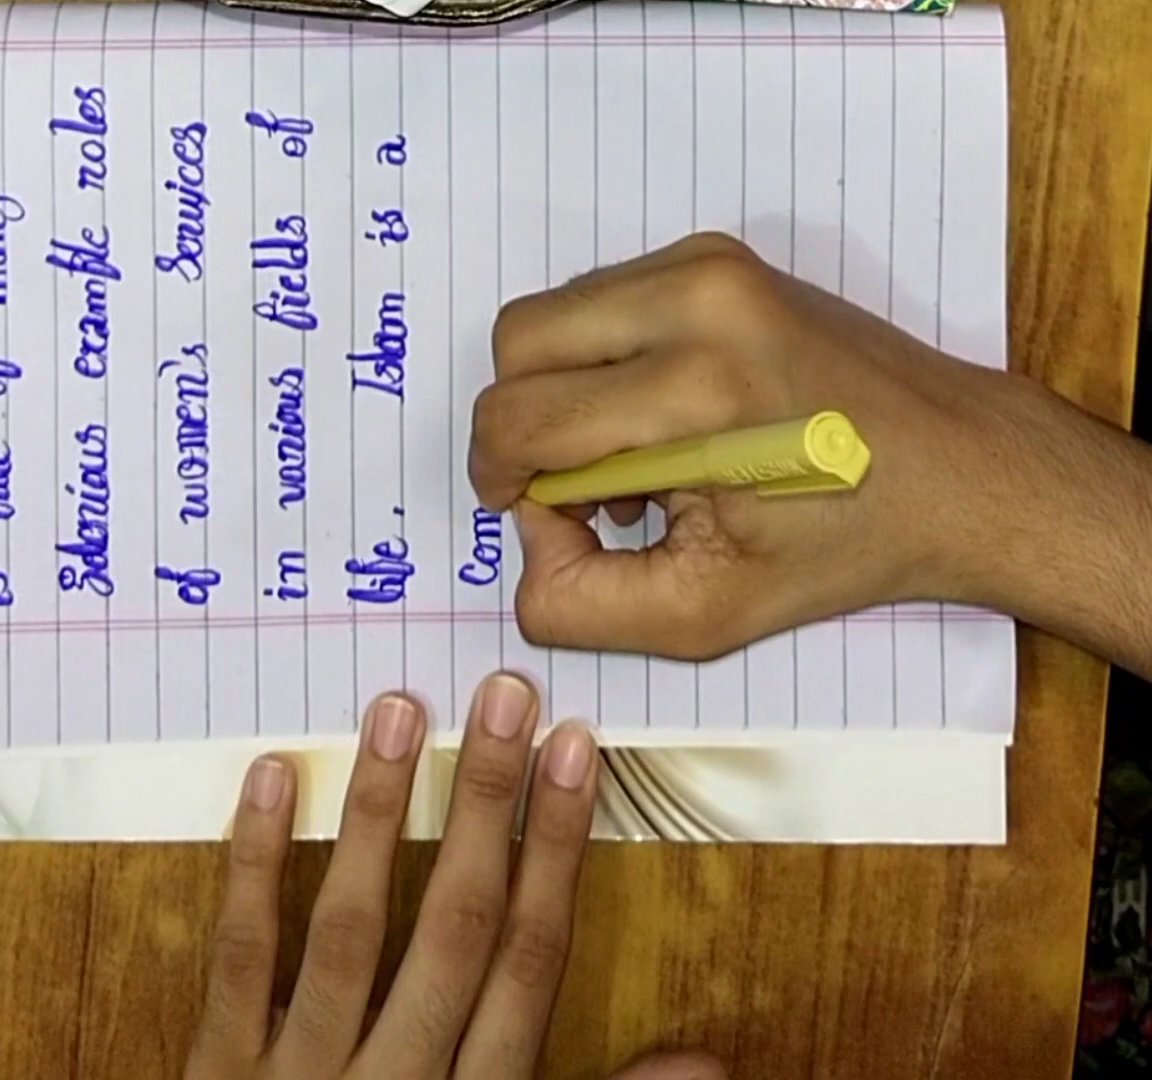 Glorious example roles
of women's Services
in various fields of
life. Islam is a
Com